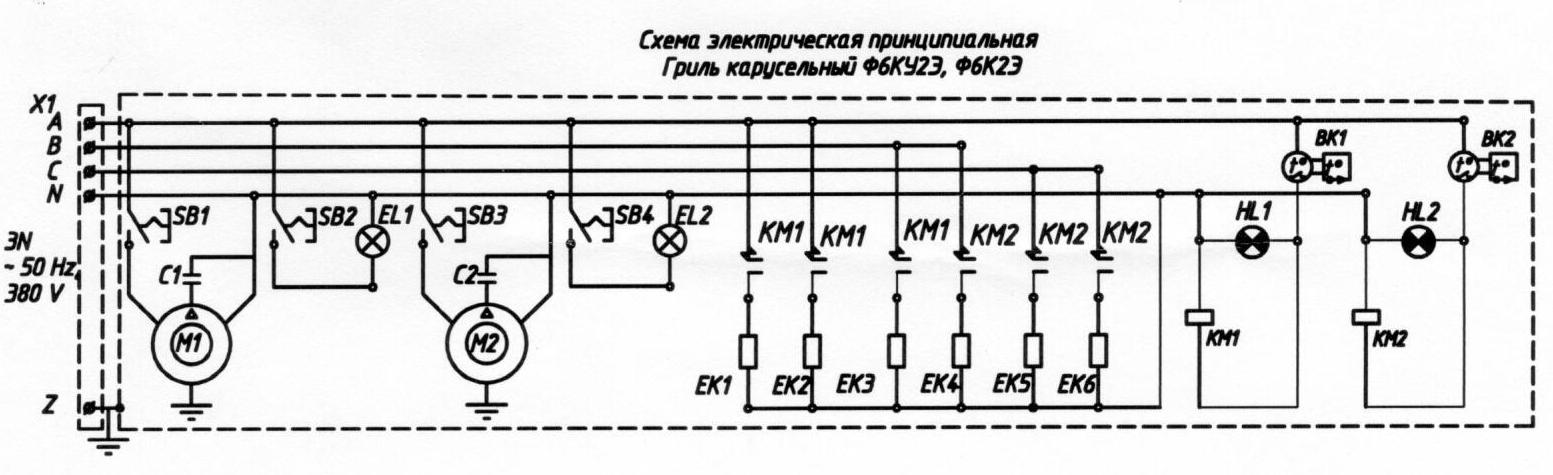 Схема электрическая принципиальная
Гриль карусельный Ф6КУ2Э, Ф6К2Э
X1
A
B
C
N
3N
~ 50 Hz,
380 V
Z
SB1
SB2
EL1
SB3
SB4
EL2
C1
C2
M1
M2
KM1
KM1
KM1
KM2
KM2
KM2
EK1
EK2
EK3
EK4
EK5
EK6
BK1
t°
t°
BK2
t°
t°
HL1
HL2
KM1
KM2